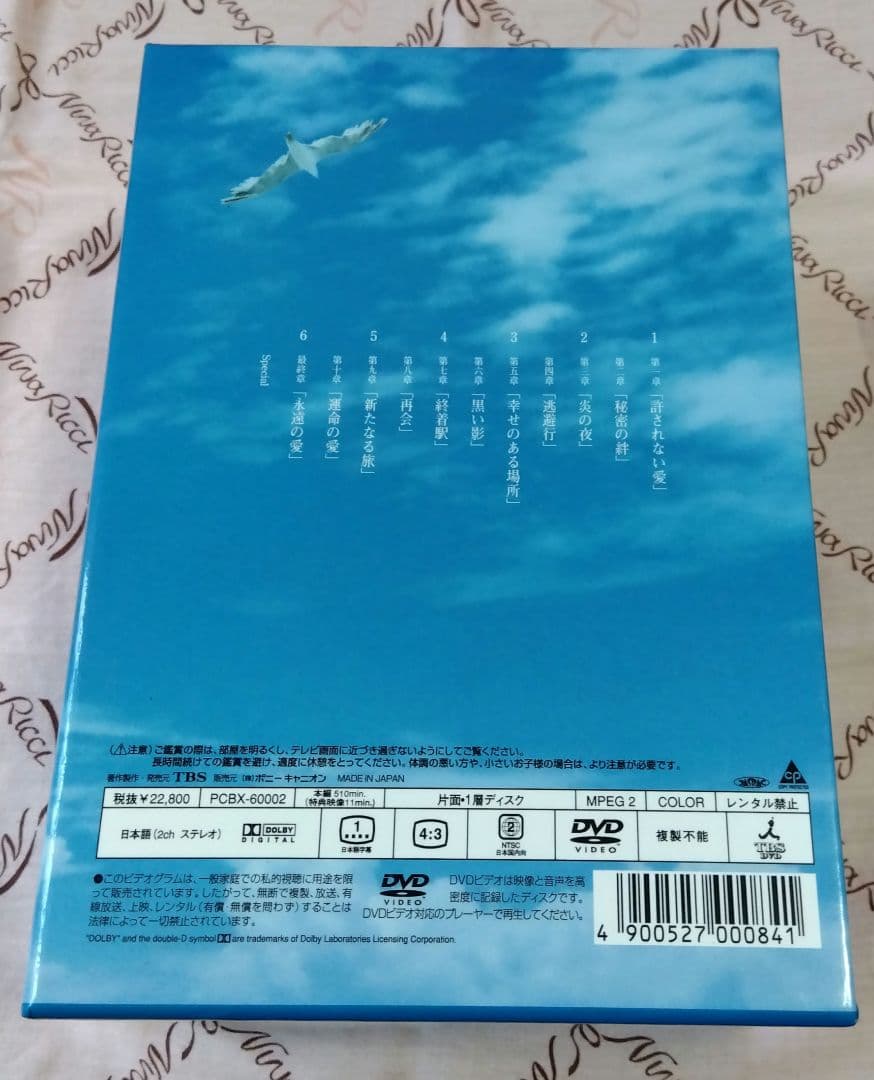 1 第一章「許されない愛」
第二章「秘密の絆」
2 第三章「炎の夜」
第四章「逃避行」
3 第五章「幸せのある場所」
第六章「黒い影」
4 第七章「終着駅」
第八章「再会」
5 第九章「新たなる旅」
第十章「運命の愛」
6 最終章「永遠の愛」
Special
(⚠注意) ご鑑賞の際は、部屋を明るくし、テレビ画面に近づき過ぎないようにしてご覧ください。
長時間続けての鑑賞を避け、適度に休憩をとってください。体調の悪い方や、小さいお子様の場合は、より注意が必要です。
著作製作・発売元 TBS 販売元 (株)ポニーキャニオン MADE IN JAPAN
税抜¥22,800 PCBX-60002 本編510min. (特典映像11min.) 片面・1層ディスク MPEG 2 COLOR レンタル禁止
日本語(2ch ステレオ) DOLBY DIGITAL 1 日本語字幕 4:3 2 NTSC 日本国内向 DVD VIDEO 複製不能 TBS DVD
●このビデオグラムは、一般家庭での私的視聴に用途を限
って販売されています。したがって、無断で複製、放送、有
線放送、上映、レンタル(有償・無償を問わず)することは
法律によって一切禁止されています。
DVD VIDEO
DVDビデオは映像と音声を高
密度に記録したディスクです。
DVDビデオ対応のプレーヤーで再生してください。
"DOLBY" and the double-D symbol are trademarks of Dolby Laboratories Licensing Corporation.
4 900527 000841
Nina Ricci
Nina Ricci
Nina Ricci
Nina Ricci